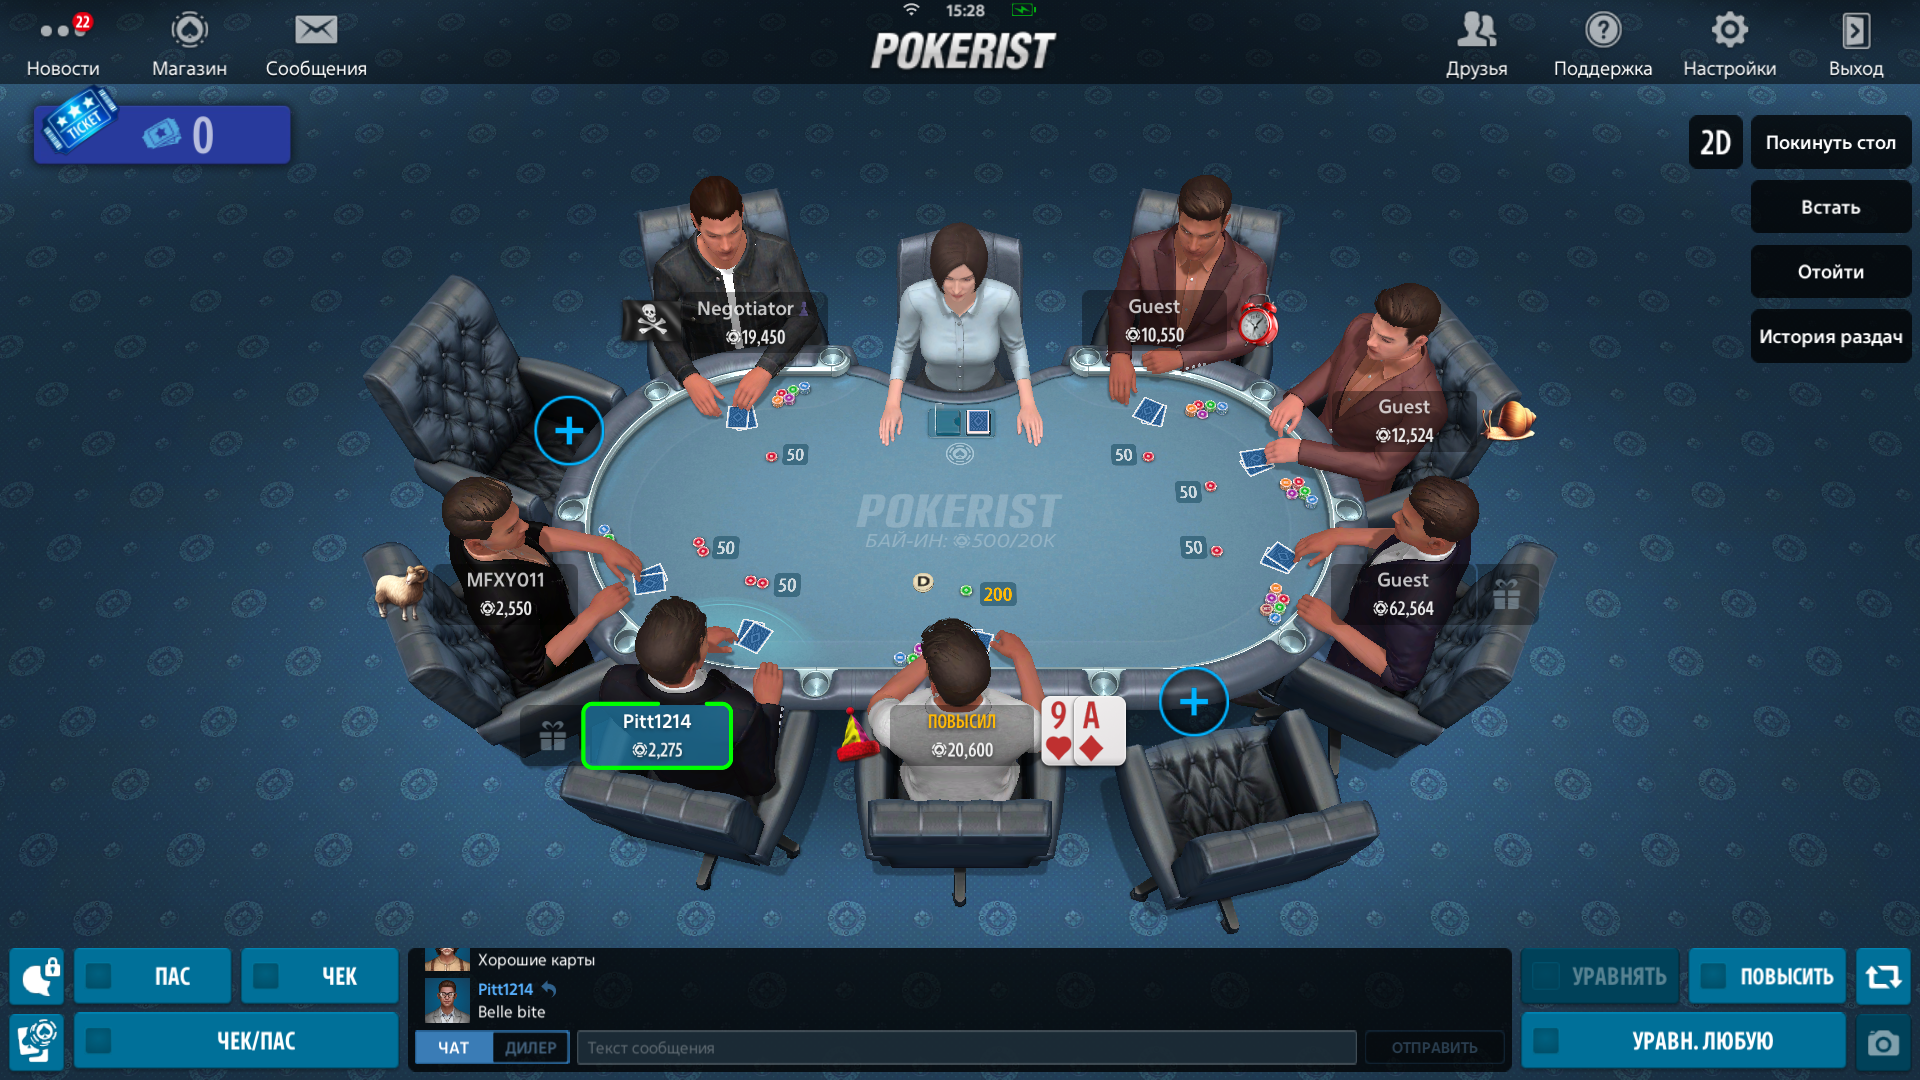 15:28
22
Новости
Магазин
Сообщения
POKERIST
Друзья
Поддержка
Настройки
Выход
TICKET
0
2D
Покинуть стол
Встать
Отойти
История раздач
Negotiator
19,450
Guest
10,550
Guest
12,524
50
50
50
POKERIST
БАЙ-ИН: 500/20K
50
50
50
D
200
MFXYO11
2,550
Guest
62,564
Pitt1214
2,275
ПОВЫСИЛ
20,600
9 A
ПАС
ЧЕК
ЧЕК/ПАС
Хорошие карты
Pitt1214
Belle bite
ЧАТ
ДИЛЕР
Текст сообщения
ОТПРАВИТЬ
УРАВНЯТЬ
ПОВЫСИТЬ
УРАВН. ЛЮБУЮ